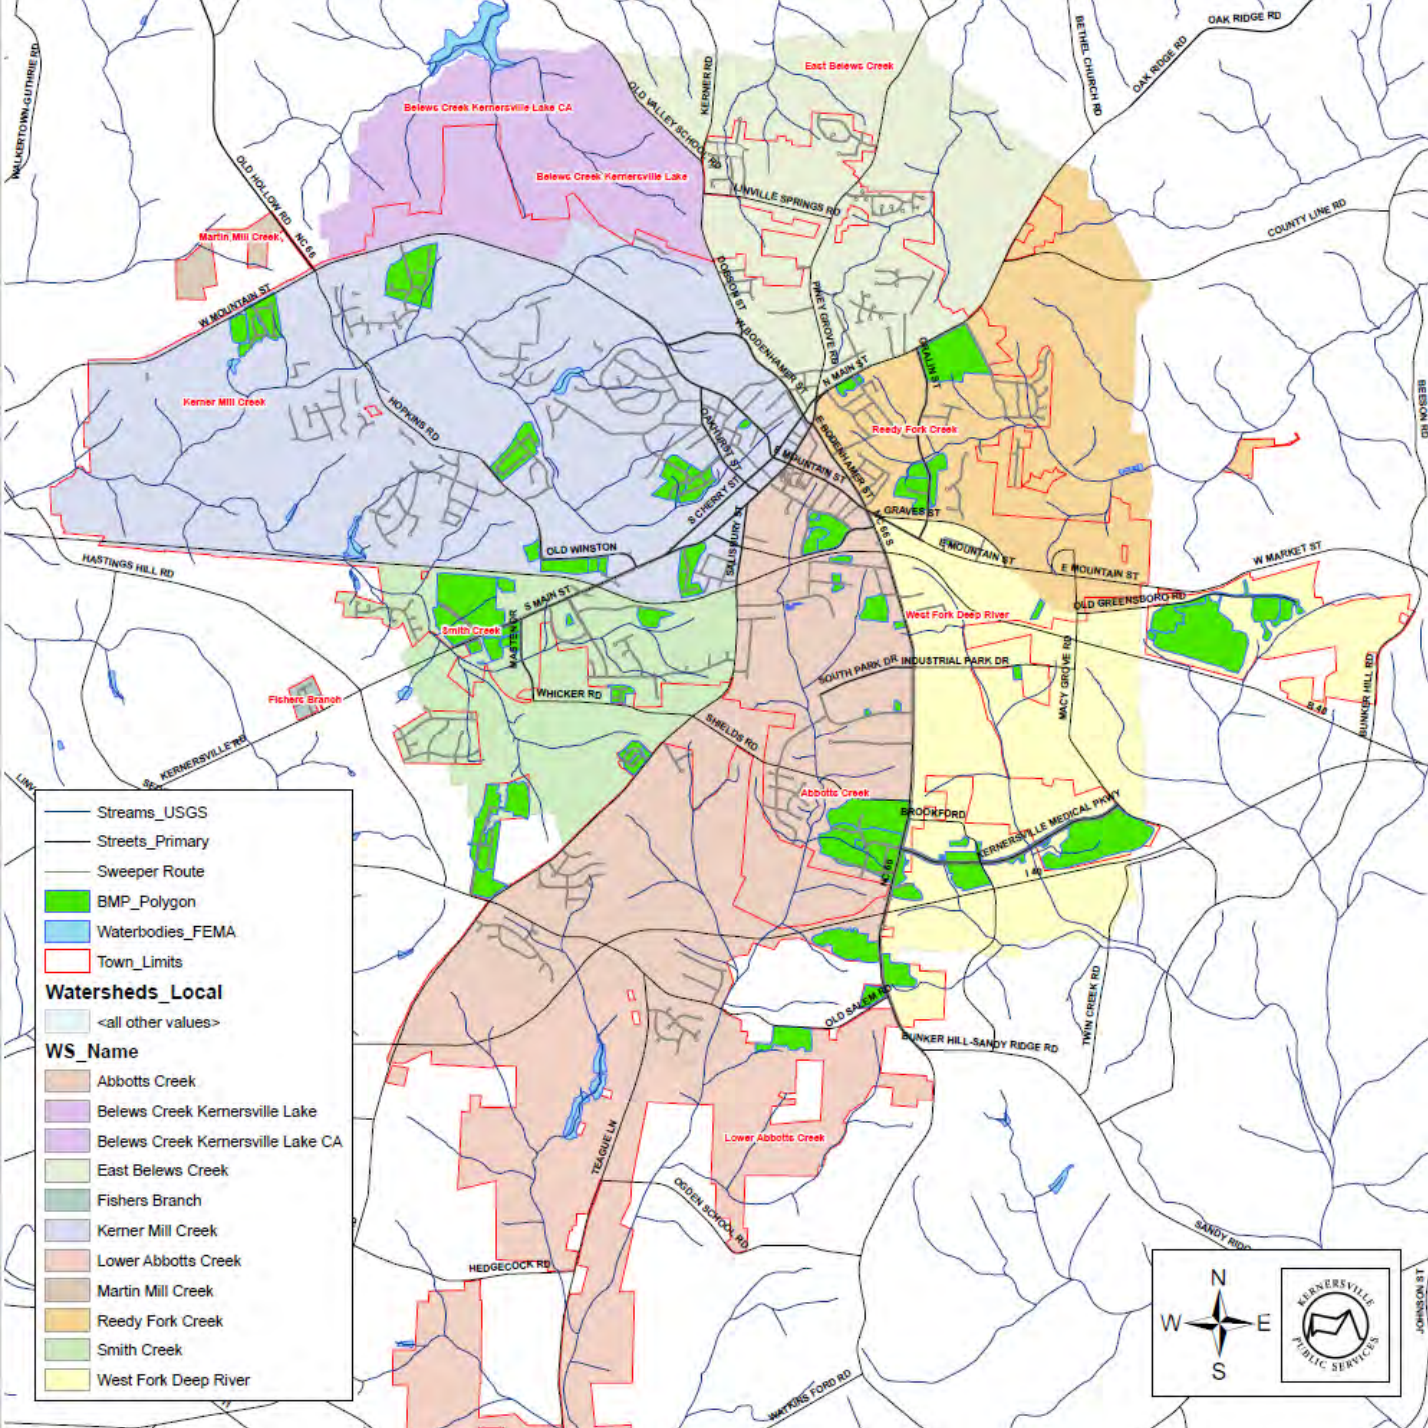 OAK RIDGE RD
BETHEL CHURCH RD
OAK RIDGE RD
WALKERTOWN-GUTHRIE RD
KERNER RD
East Belews Creek
OLD VALLEY SCHOOL RD
Belews Creek Kernersville Lake CA
Belews Creek Kernersville Lake
LINVILLE SPRINGS RD
OLD HOLLOW RD
NC 66
COUNTY LINE RD
Martin Mill Creek
W MOUNTAIN ST
DOBSON ST
PINEY GROVE RD
W BODENHAMER ST
N MAIN ST
BEESON RD
Kerner Mill Creek
HOPKINS RD
OAKHURST ST
E BODENHAMER ST
Reedy Fork Creek
E MOUNTAIN ST
S CHERRY ST
GRAVES ST
NC 66 S
SALISBURY ST
OLD WINSTON
E MOUNTAIN ST
E MOUNTAIN ST
W MARKET ST
HASTINGS HILL RD
S MAIN ST
OLD GREENSBORO RD
West Fork Deep River
Smith Creek
MASTEN DR
SOUTH PARK DR
INDUSTRIAL PARK DR
MACY GROVE RD
BUNKER HILL RD
Fishers Branch
WHICKER RD
SHIELDS RD
B 40
KERNERSVILLE RD
Abbotts Creek
BROOKFORD
KERNERSVILLE MEDICAL PKWY
NC 66
I 40
Streams_USGS
Streets_Primary
Sweeper Route
BMP_Polygon
Waterbodies_FEMA
Town_Limits
Watersheds_Local
<all other values>
WS_Name
Abbotts Creek
Belews Creek Kernersville Lake
Belews Creek Kernersville Lake CA
East Belews Creek
Fishers Branch
Kerner Mill Creek
Lower Abbotts Creek
Martin Mill Creek
Reedy Fork Creek
Smith Creek
West Fork Deep River
OLD SALEM RD
TWIN CREEK RD
BUNKER HILL-SANDY RIDGE RD
TEAGUE LN
Lower Abbotts Creek
OGDEN SCHOOL RD
HEDGECOCK RD
WATKINS FORD RD
N
W E
S
KERNERSVILLE
PUBLIC SERVICES
JOHNSON ST